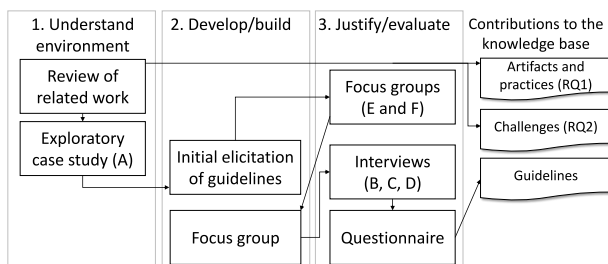 1. Understand
environment
Review of
related work
Exploratory
case study (A)
2. Develop/build
Initial elicitation
of guidelines
Focus group
3. Justify/evaluate
Focus groups
(E and F)
Interviews
(B, C, D)
Questionnaire
Contributions to the
knowledge base
Artifacts and
practices (RQ1)
Challenges (RQ2)
Guidelines